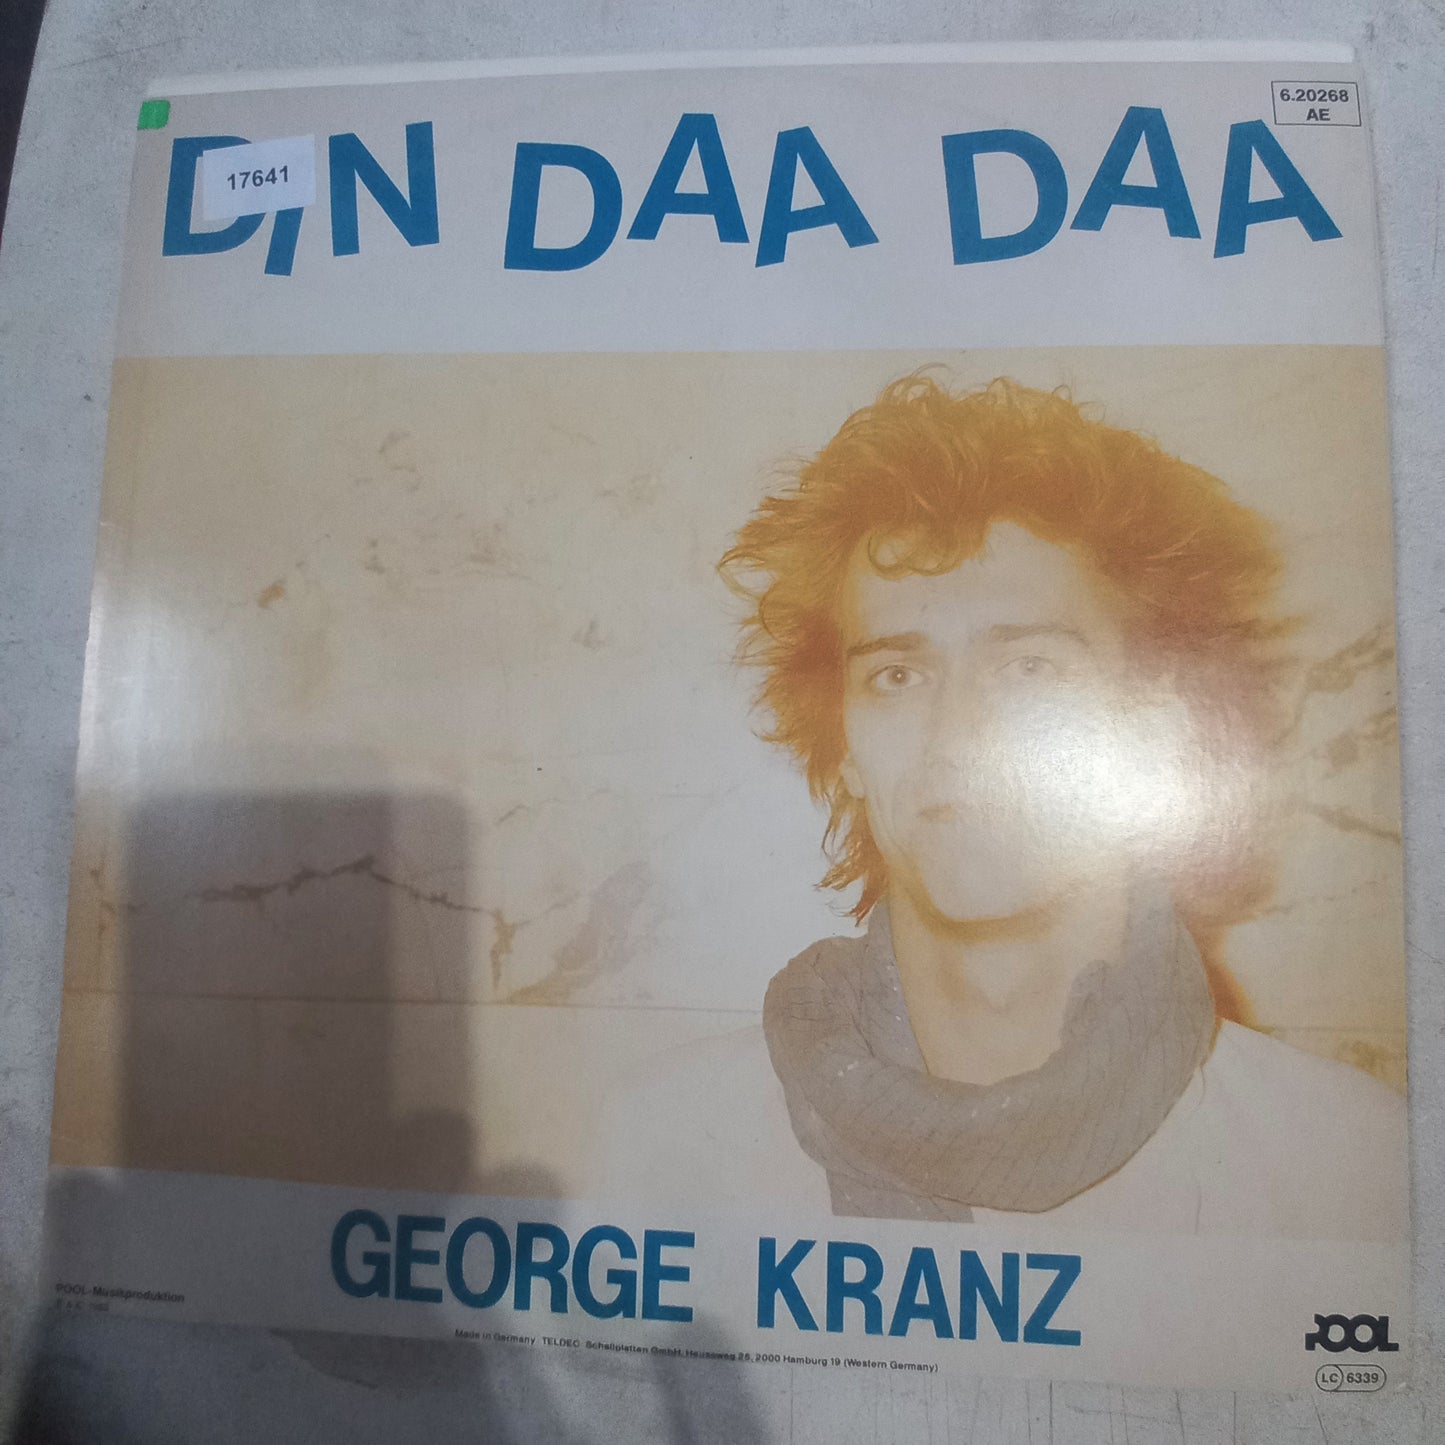 6.20268
AE
DIN DAA DAA
17641
GEORGE KRANZ
POOL-Musikproduktion
Made in Germany TELDEC Schallplatten GmbH, Heussweg 25, 2000 Hamburg 19 (Western Germany)
POOL
LC 6339